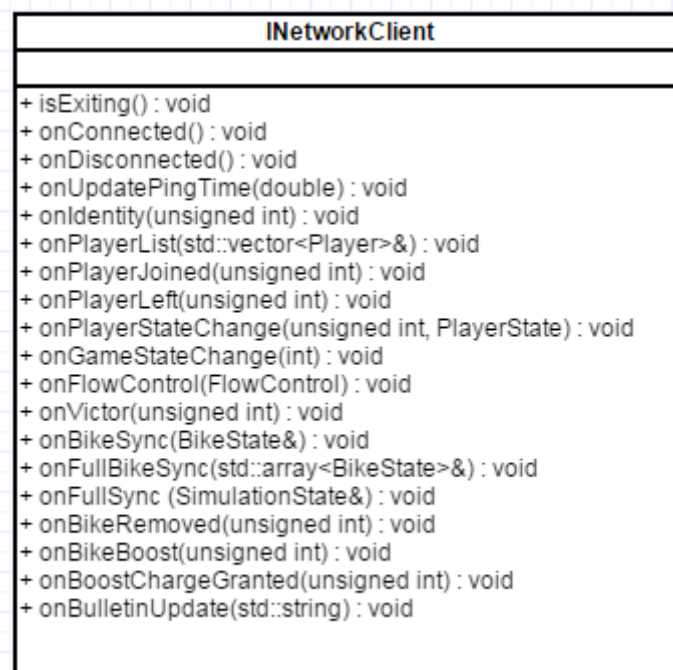 INetworkClient
+ isExiting() : void
+ onConnected() : void
+ onDisconnected() : void
+ onUpdatePingTime(double) : void
+ onIdentity(unsigned int) : void
+ onPlayerList(std::vector<Player>&) : void
+ onPlayerJoined(unsigned int) : void
+ onPlayerLeft(unsigned int) : void
+ onPlayerStateChange(unsigned int, PlayerState) : void
+ onGameStateChange(int) : void
+ onFlowControl(FlowControl) : void
+ onVictor(unsigned int) : void
+ onBikeSync(BikeState&) : void
+ onFullBikeSync(std::array<BikeState>&) : void
+ onFullSync (SimulationState&) : void
+ onBikeRemoved(unsigned int) : void
+ onBikeBoost(unsigned int) : void
+ onBoostChargeGranted(unsigned int) : void
+ onBulletinUpdate(std::string) : void